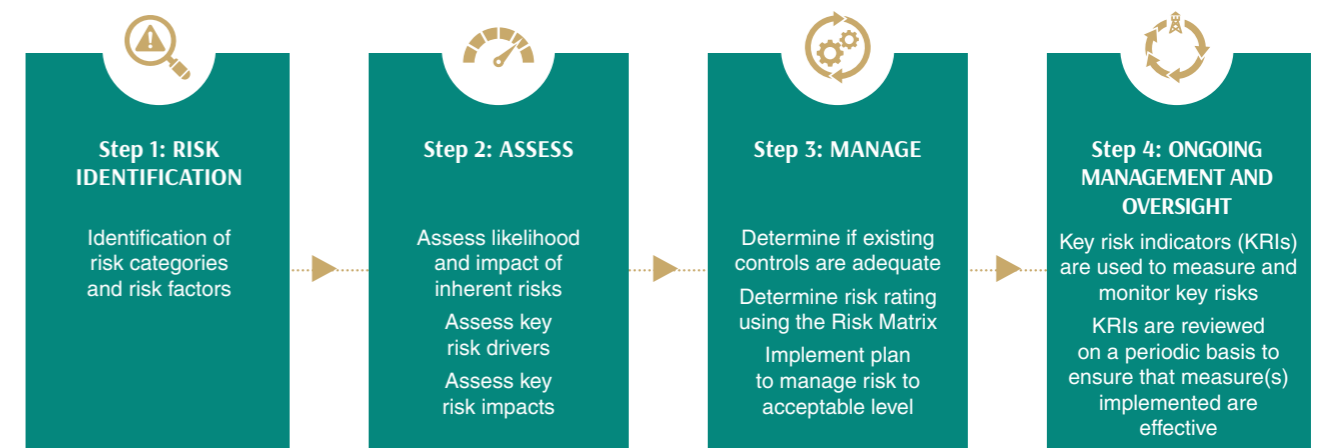 Step 1: RISK
IDENTIFICATION
Identification of
risk categories
and risk factors
Step 2: ASSESS
Assess likelihood
and impact of
inherent risks
Assess key
risk drivers
Assess key
risk impacts
Step 3: MANAGE
Determine if existing
controls are adequate
Determine risk rating
using the Risk Matrix
Implement plan
to manage risk to
acceptable level
Step 4: ONGOING
MANAGEMENT AND
OVERSIGHT
Key risk indicators (KRIs)
are used to measure and
monitor key risks
KRIs are reviewed
on a periodic basis to
ensure that measure(s)
implemented are
effective